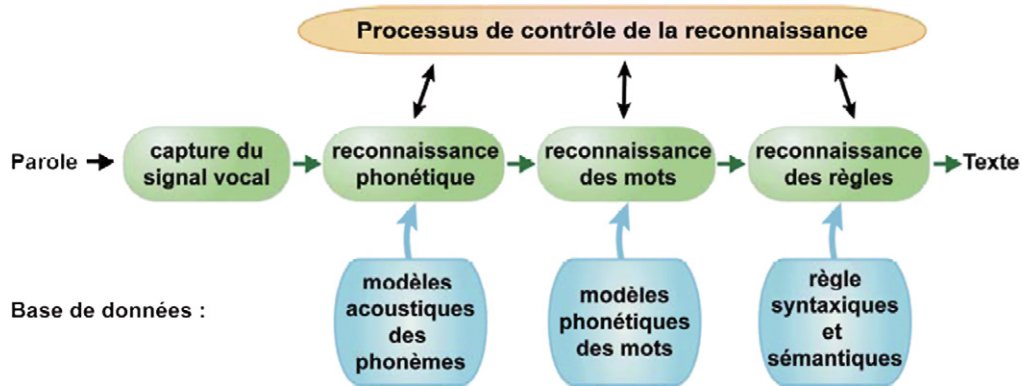 Processus de contrôle de la reconnaissance
Parole
capture du
signal vocal
reconnaissance
phonétique
reconnaissance
des mots
reconnaissance
des règles
Texte
Base de données :
modèles
acoustiques
des
phonèmes
modèles
phonétiques
des mots
règle
syntaxiques
et
sémantiques